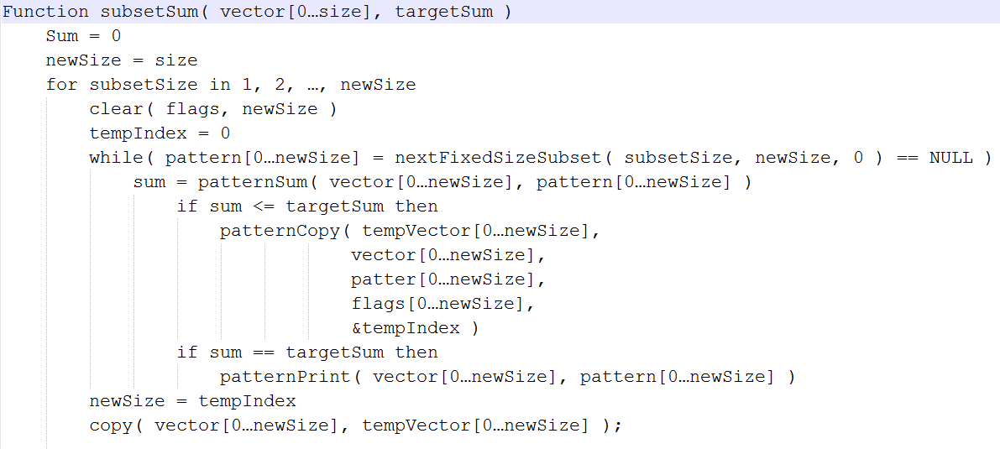 Function subsetSum( vector[0…size], targetSum )
Sum = 0
newSize = size
for subsetSize in 1, 2, …, newSize
clear( flags, newSize )
tempIndex = 0
while( pattern[0…newSize] = nextFixedSizeSubset( subsetSize, newSize, 0 ) == NULL )
sum = patternSum( vector[0…newSize], pattern[0…newSize] )
if sum <= targetSum then
patternCopy( tempVector[0…newSize],
vector[0…newSize],
patter[0…newSize],
flags[0…newSize],
&tempIndex )
if sum == targetSum then
patternPrint( vector[0…newSize], pattern[0…newSize] )
newSize = tempIndex
copy( vector[0…newSize], tempVector[0…newSize] );